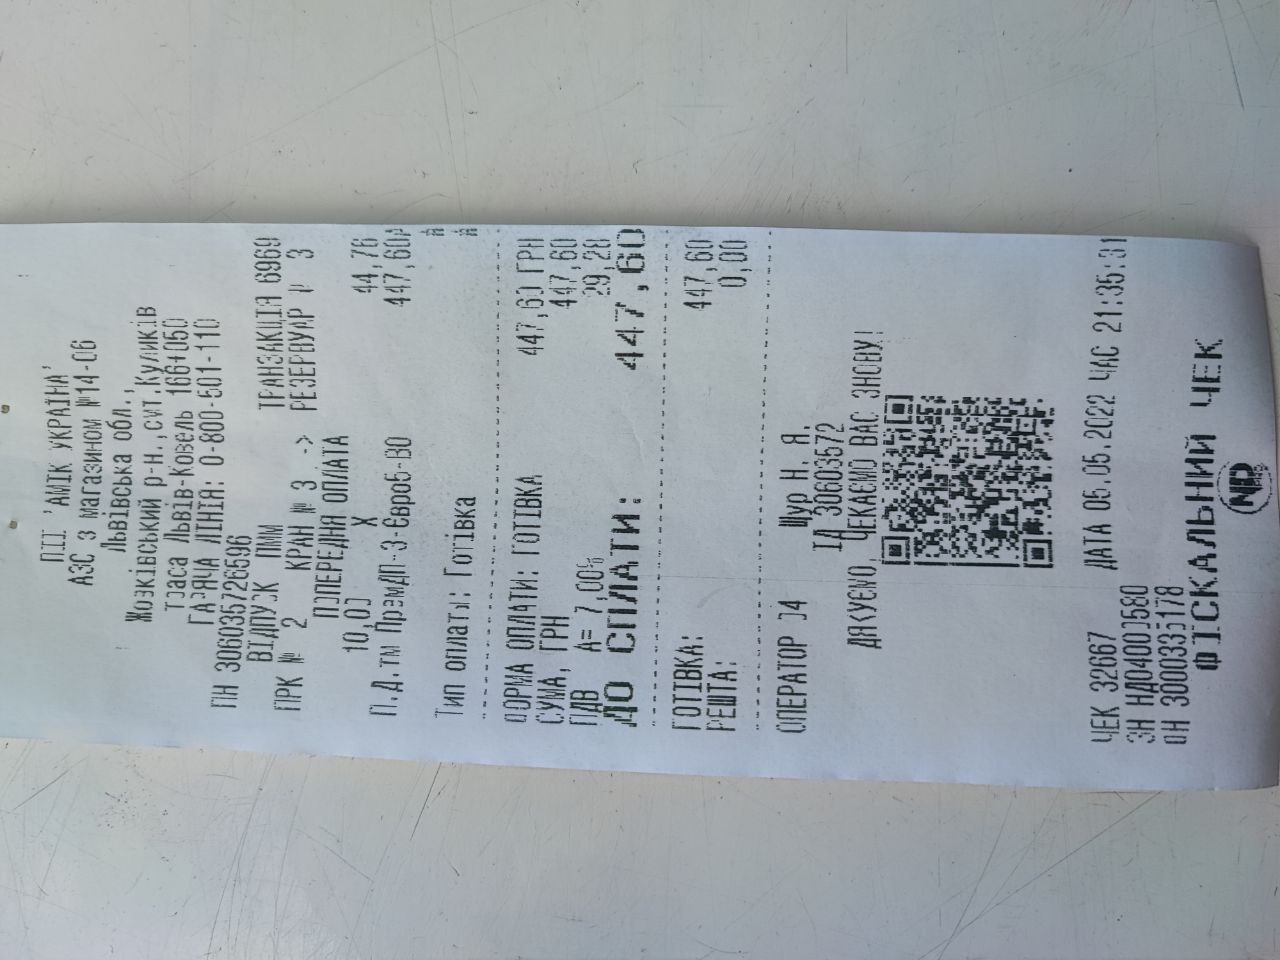 ПІІ 'АМІК УКРАЇНА'
АЗС з магазином №14-06
Львівська обл.,
Жовківський р-н.,смт.Куликів
траса Львів-Ковель 166+050
ГАРЯЧА ЛІНІЯ: 0-800-501-110
ПН 306035726596
ВІДПУСК ПММ ТРАНЗАКЦІЯ 6969
ПРК № 2 КРАН № 3 -> РЕЗЕРВУАР № 3
ПОПЕРЕДНЯ ОПЛАТА
10,00 X 44,76
П.Д.тм ПремДП-З-Євро5-В0 447,60А
Тип оплати: Готівка
ФОРМА ОПЛАТИ: ГОТІВКА 447,60 ГРН
СУМА, ГРН 447,60
ПДВ А= 7,00% 29,28
ДО СПЛАТИ: 447,60
ГОТІВКА: 447,60
РЕШТА: 0,00
ОПЕРАТОР 04 Щур Н. Я.
ІД 30603572
ДЯКУЄМО, ЧЕКАЄМО ВАС ЗНОВУ!
ЧЕК 32667 ДАТА 06.05.2022 ЧАС 21:35:31
ЗН НД04001580
ФН 3000335178
ФІСКАЛЬНИЙ ЧЕК